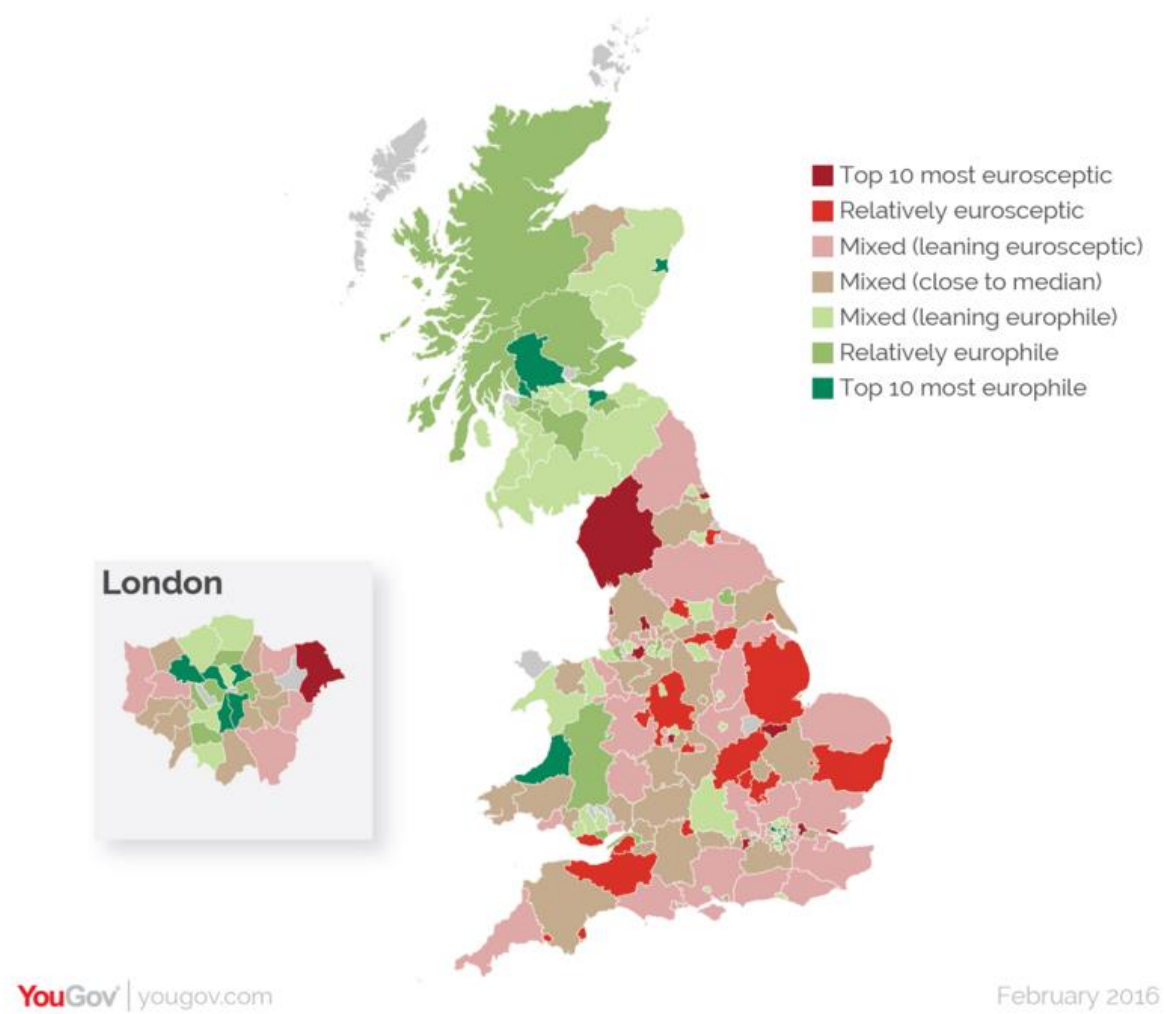 Top 10 most eurosceptic
Relatively eurosceptic
Mixed (leaning eurosceptic)
Mixed (close to median)
Mixed (leaning europhile)
Relatively europhile
Top 10 most europhile
London
YouGov | yougov.com
February 2016